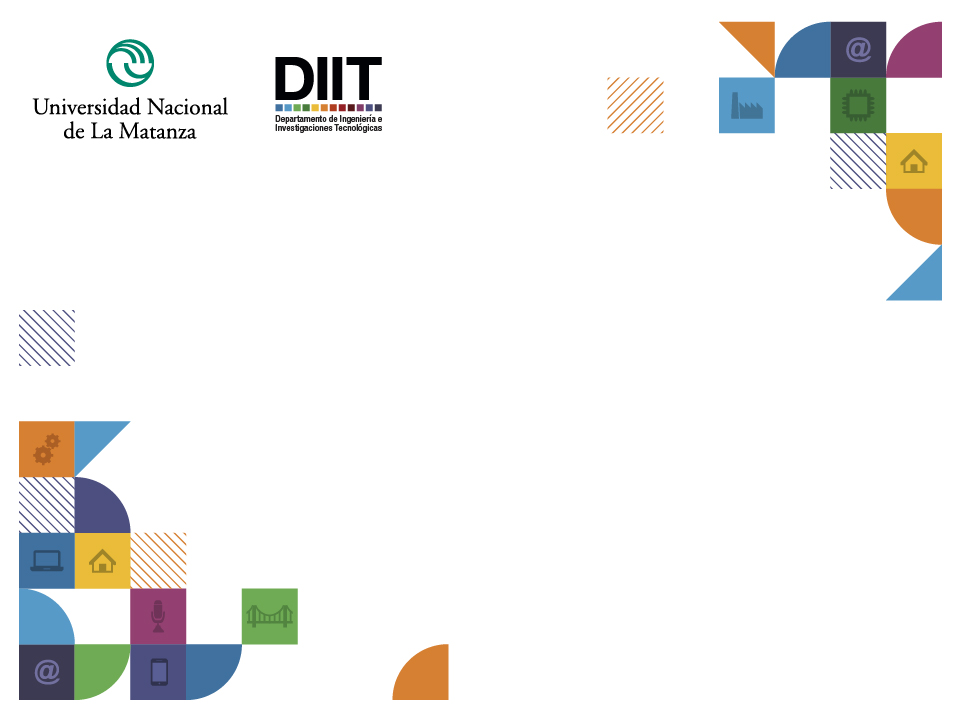 Universidad Nacional
de La Matanza
DIIT
Departamento de Ingeniería e
Investigaciones Tecnológicas
@
@